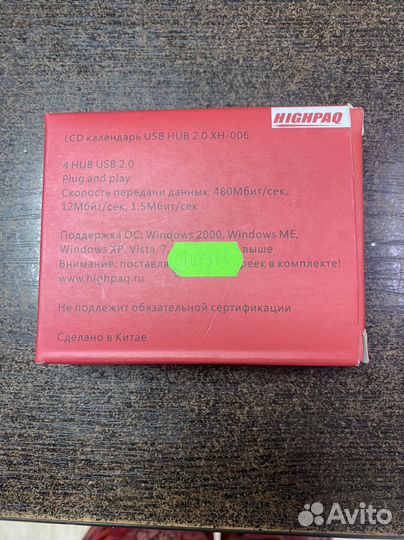 HIGHPAQ
LCD календарь USB HUB 2.0 XH-006
4 HUB USB 2.0
Plug and play
Скорость передачи данных: 480Мбит/сек,
12Мбит/сек, 1.5Мбит/сек
Поддержка ОС: Windows 2000, Windows ME,
Windows XP, Vista, 7, выше
Внимание: поставля реек в комплекте!
www.highpaq.ru
Не подлежит обязательной сертификации
Сделано в Китае
Avito